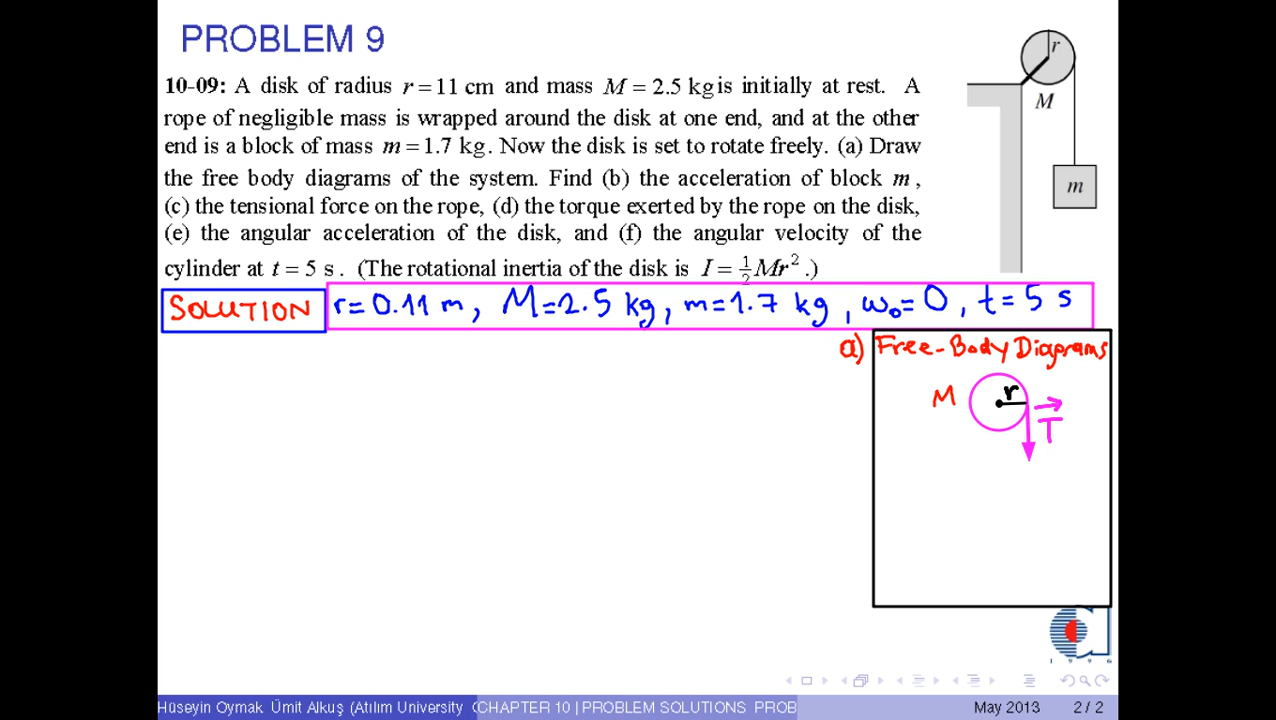 PROBLEM 9
10-09: A disk of radius r = 11 cm and mass M = 2.5 kg is initially at rest. A
rope of negligible mass is wrapped around the disk at one end, and at the other
end is a block of mass m = 1.7 kg. Now the disk is set to rotate freely. (a) Draw
the free body diagrams of the system. Find (b) the acceleration of block m,
(c) the tensional force on the rope, (d) the torque exerted by the rope on the disk,
(e) the angular acceleration of the disk, and (f) the angular velocity of the
cylinder at t = 5 s. (The rotational inertia of the disk is I = ½Mr².)
r
M
m
SOLUTION r = 0.11 m, M = 2.5 kg, m = 1.7 kg, ω₀ = 0, t = 5 s
a) Free-Body Diagrams
M r T
1 9 9 6
Hüseyin Oymak, Ümit Alkuş (Atılım University CHAPTER 10 | PROBLEM SOLUTIONS PROB May 2013 2 / 2